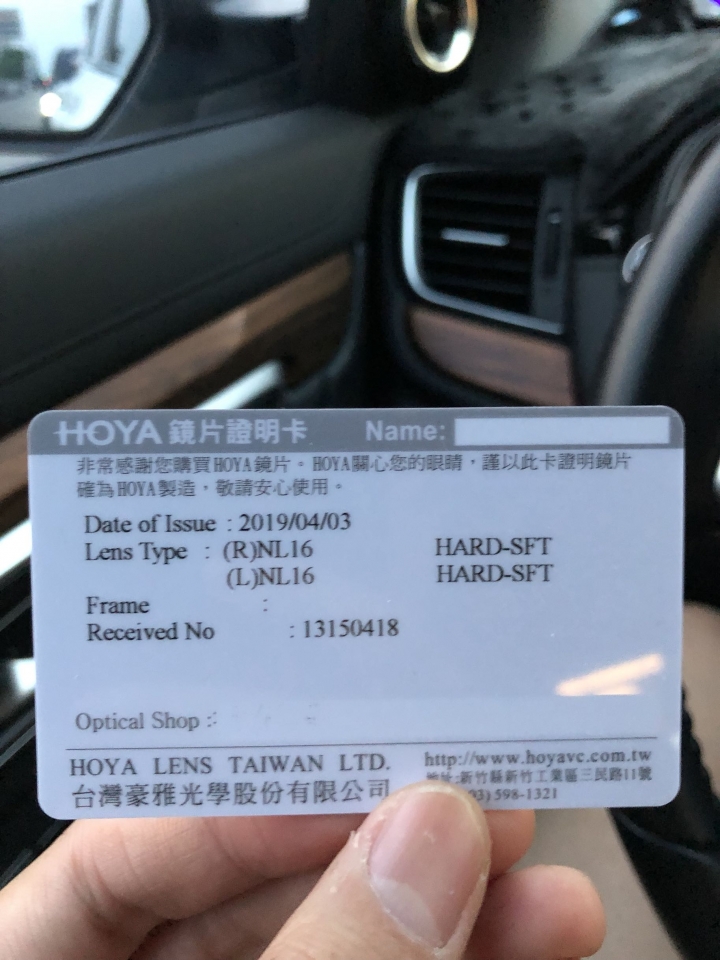 HOYA 鏡片證明卡 Name:
非常感謝您購買HOYA鏡片。HOYA關心您的眼睛，謹以此卡證明鏡片
確為HOYA製造，敬請安心使用。
Date of Issue : 2019/04/03
Lens Type : (R)NL16 HARD-SFT
(L)NL16 HARD-SFT
Frame :
Received No : 13150418
Optical Shop :
HOYA LENS TAIWAN LTD. http://www.hoyavc.com.tw
台灣豪雅光學股份有限公司 地址:新竹縣新竹工業區三民路11號
03) 598-1321